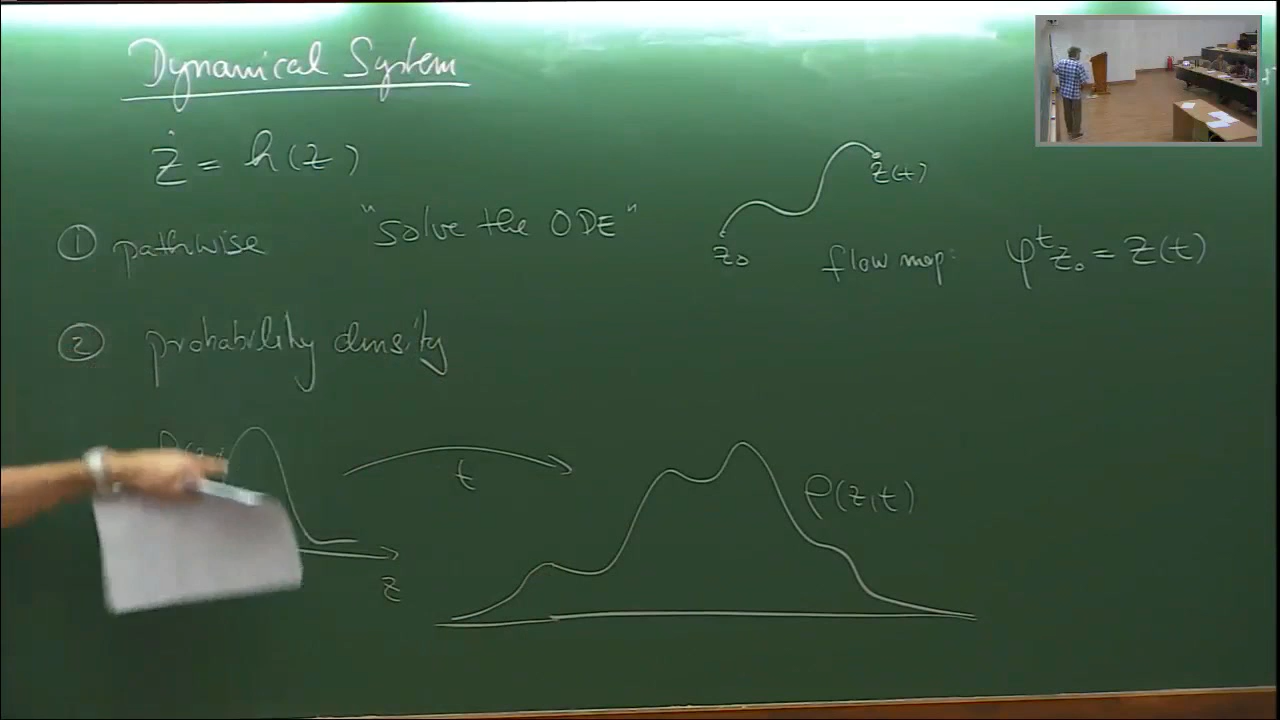 Dynamical System
ż = h(z)
① pathwise "solve the ODE"
z(t)
z₀
flow map: φᵗz₀ = z(t)
② probability density
t
ρ(z,t)
z